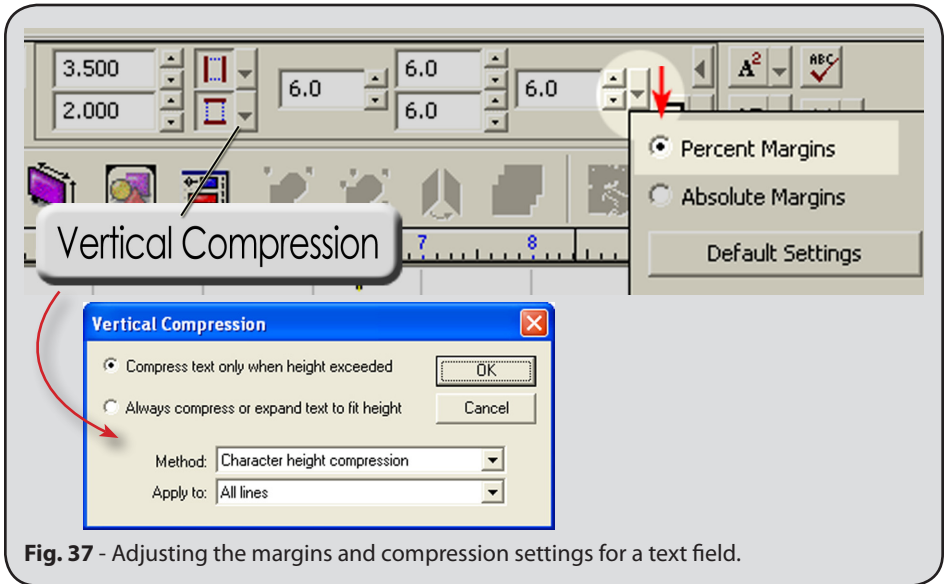 3.500
2.000
6.0
6.0
6.0
6.0
A2
ABC
Percent Margins
Absolute Margins
Default Settings
Vertical Compression
7
8
Vertical Compression
Compress text only when height exceeded
OK
Always compress or expand text to fit height
Cancel
Method: Character height compression
Apply to: All lines
Fig. 37 - Adjusting the margins and compression settings for a text field.